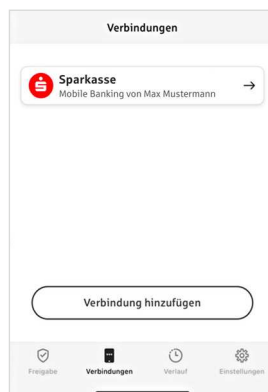 Verbindungen
Sparkasse
Mobile Banking von Max Mustermann
Verbindung hinzufügen
Freigabe
Verbindungen
Verlauf
Einstellungen